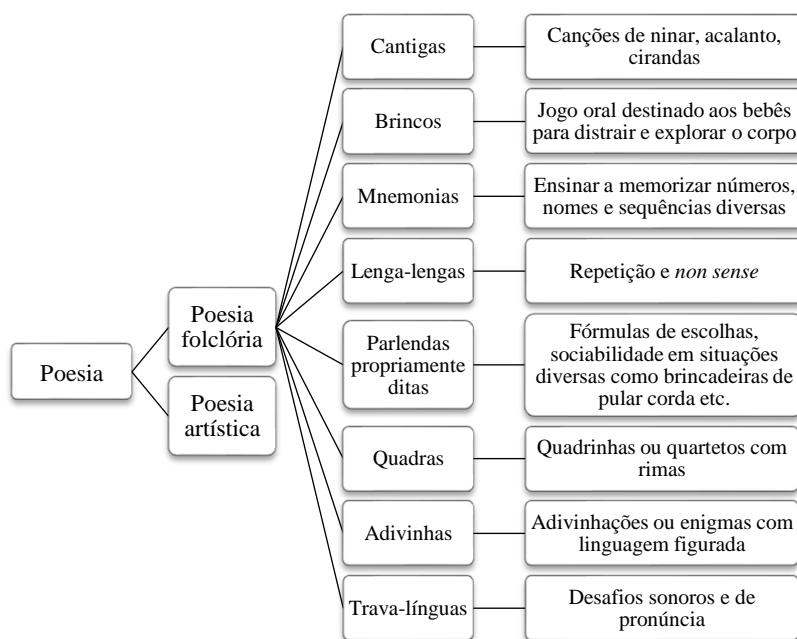 Poesia
Poesia
folclória
Poesia
artística
Cantigas
Canções de ninar, acalanto,
cirandas
Brincos
Jogo oral destinado aos bebês
para distrair e explorar o corpo
Mnemonias
Ensinar a memorizar números,
nomes e sequências diversas
Lenga-lengas
Repetição e non sense
Parlendas
propriamente
ditas
Fórmulas de escolhas,
sociabilidade em situações
diversas como brincadeiras de
pular corda etc.
Quadras
Quadrinhas ou quartetos com
rimas
Adivinhas
Adivinhações ou enigmas com
linguagem figurada
Trava-línguas
Desafios sonoros e de
pronúncia